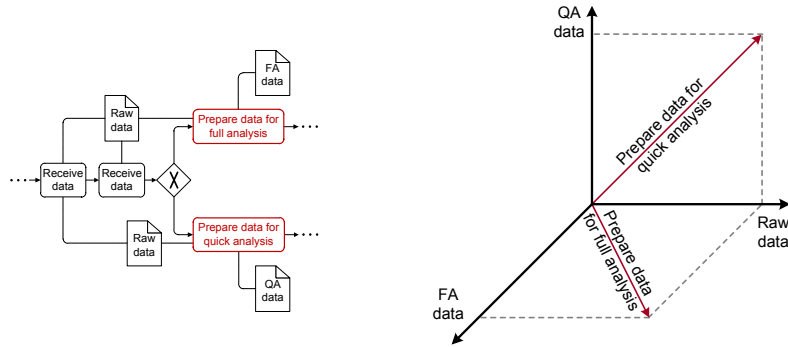 FA
data
Raw
data
Prepare data for
full analysis
Receive
data
Receive
data
X
Raw
data
Prepare data for
quick analysis
QA
data
QA
data
Prepare data for
quick analysis
Raw
data
Prepare data
for full analysis
FA
data